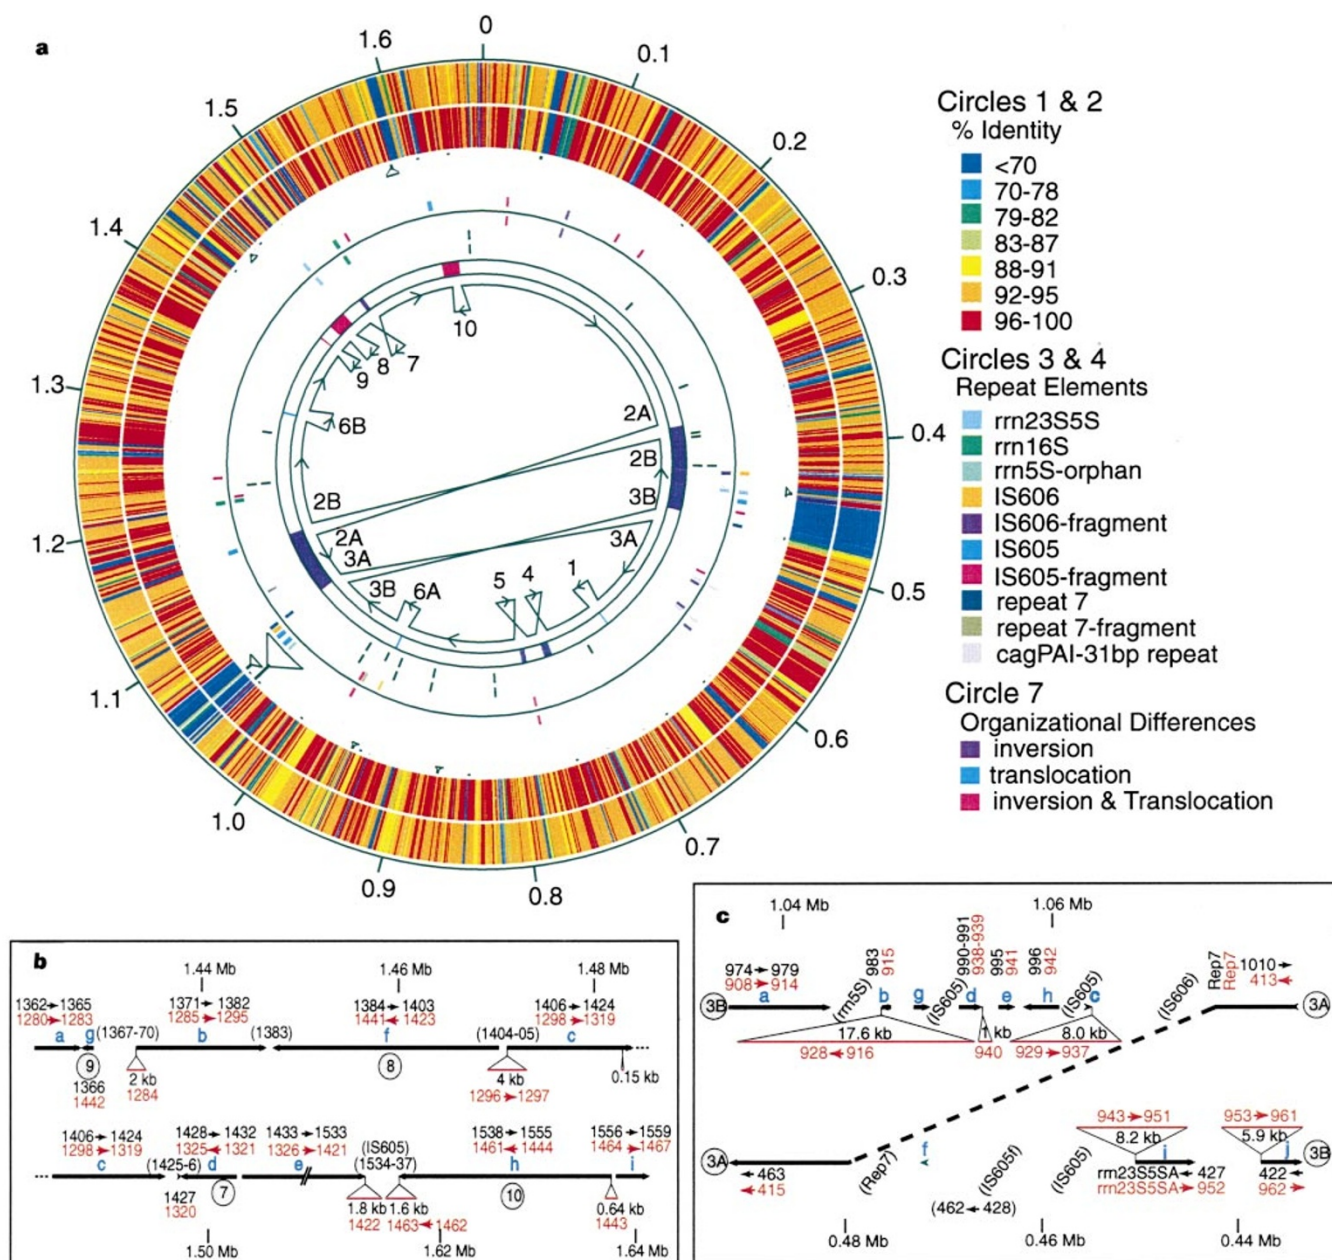 a
0
0.1
0.2
0.3
0.4
0.5
0.6
0.7
0.8
0.9
1.0
1.1
1.2
1.3
1.4
1.5
1.6
10
7
8
9
6B
2A
2B
3B
3A
2B
2A
3A
3B
6A
5
4
1
Circles 1 & 2
% Identity
<70
70-78
79-82
83-87
88-91
92-95
96-100
Circles 3 & 4
Repeat Elements
rrn23S5S
rrn16S
rrn5S-orphan
IS606
IS606-fragment
IS605
IS605-fragment
repeat 7
repeat 7-fragment
cagPAI-31bp repeat
Circle 7
Organizational Differences
inversion
translocation
inversion & Translocation
b
1.44 Mb 1.46 Mb 1.48 Mb
1362→1365 1371→1382 1384→1403 1406→1424
1280→1283 1285→1295 1441←1423 1298→1319
a g (1367-70) b (1383) f (1404-05) c
9 8
1366 2 kb 4 kb 0.15 kb
1442 1284 1296→1297
1406→1424 1428→1432 1433→1533 (IS605) 1538→1555 1556→1559
1298→1319 1325←1321 1326→1421 (1534-37) 1461←1444 1464→1467
c (1425-6) d e h i
1427 7 10
1320 1.8 kb 1.6 kb 0.64 kb
1422 1463←1462 1443
1.50 Mb 1.62 Mb 1.64 Mb
c
1.04 Mb 1.06 Mb
974→979 983 990-991 995 996 Rep7 1010→
908→914 915 938-939 941 942 Rep7 413←
3B a (rrn5S) b g (IS605) d e h (IS605) c (IS606) 3A
17.6 kb 1 kb 8.0 kb
928←916 940 929→937
943→951 953→961
8.2 kb 5.9 kb
3A f i j 3B
←463 (Rep7) (IS605f) (IS605) rrn23S5SA→427 422←
←415 rrn23S5SA→952 962→
(462←428)
0.48 Mb 0.46 Mb 0.44 Mb